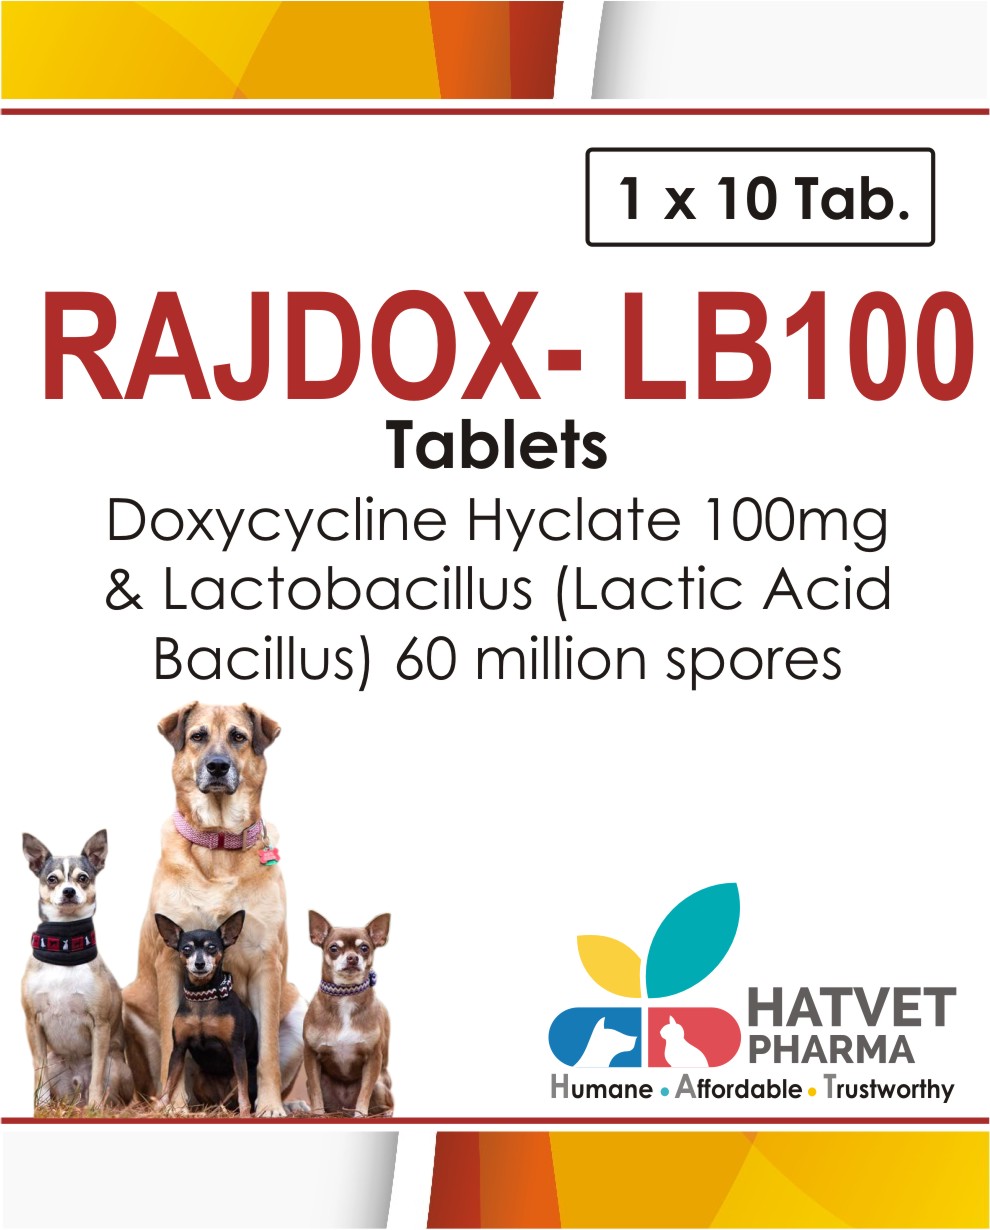 1 x 10 Tab.
RAJDOX- LB100
Tablets
Doxycycline Hyclate 100mg
& Lactobacillus (Lactic Acid
Bacillus) 60 million spores
HATVET
PHARMA
Humane • Affordable • Trustworthy